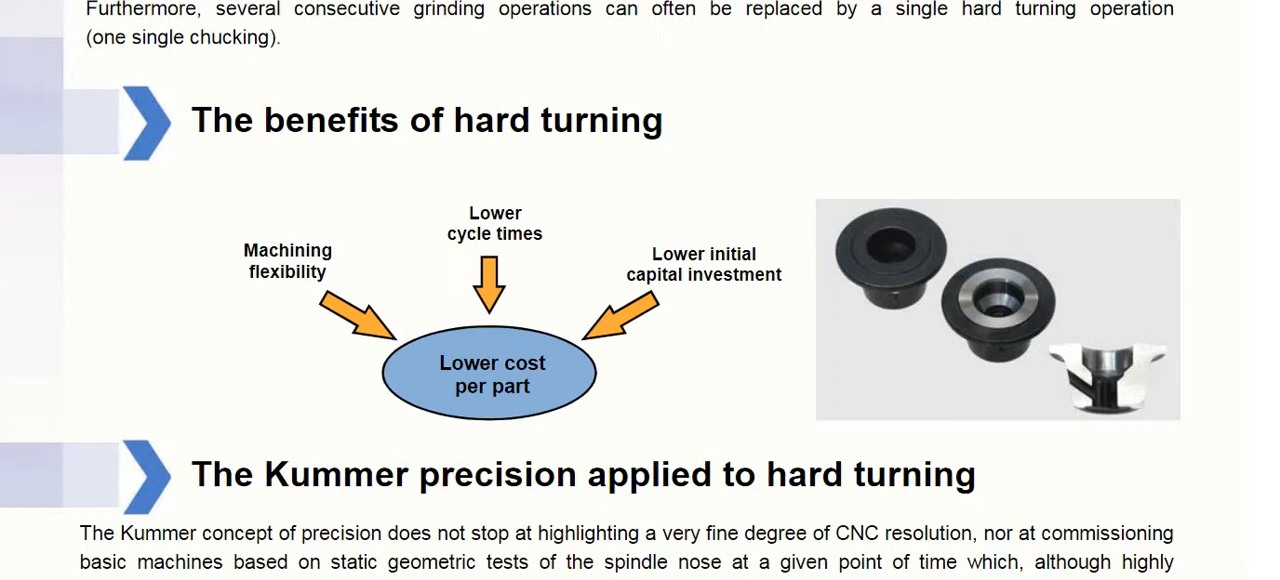 Furthermore, several consecutive grinding operations can often be replaced by a single hard turning operation
(one single chucking).
The benefits of hard turning
Lower
cycle times
Machining
flexibility
Lower initial
capital investment
Lower cost
per part
The Kummer precision applied to hard turning
The Kummer concept of precision does not stop at highlighting a very fine degree of CNC resolution, nor at commissioning
basic machines based on static geometric tests of the spindle nose at a given point of time which, although highly